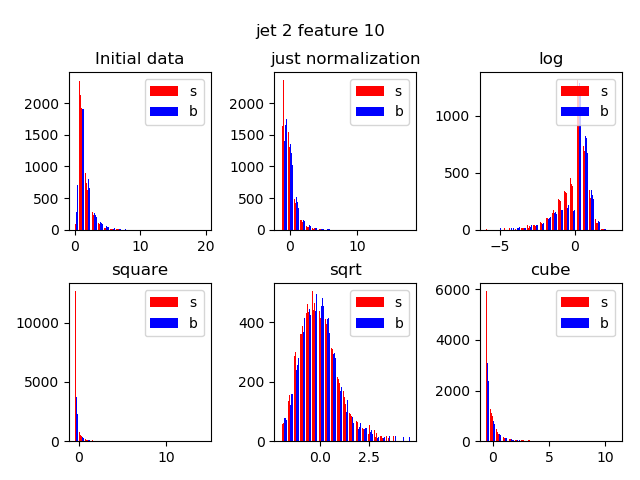 jet 2 feature 10
Initial data
just normalization
log
2000
1500
1000
500
0
s
b
0
10
20
2000
1500
1000
500
0
s
b
0
10
1000
500
0
s
b
−5
0
square
sqrt
cube
10000
5000
0
s
b
0
10
400
200
0
s
b
0.0
2.5
6000
4000
2000
0
s
b
0
5
10